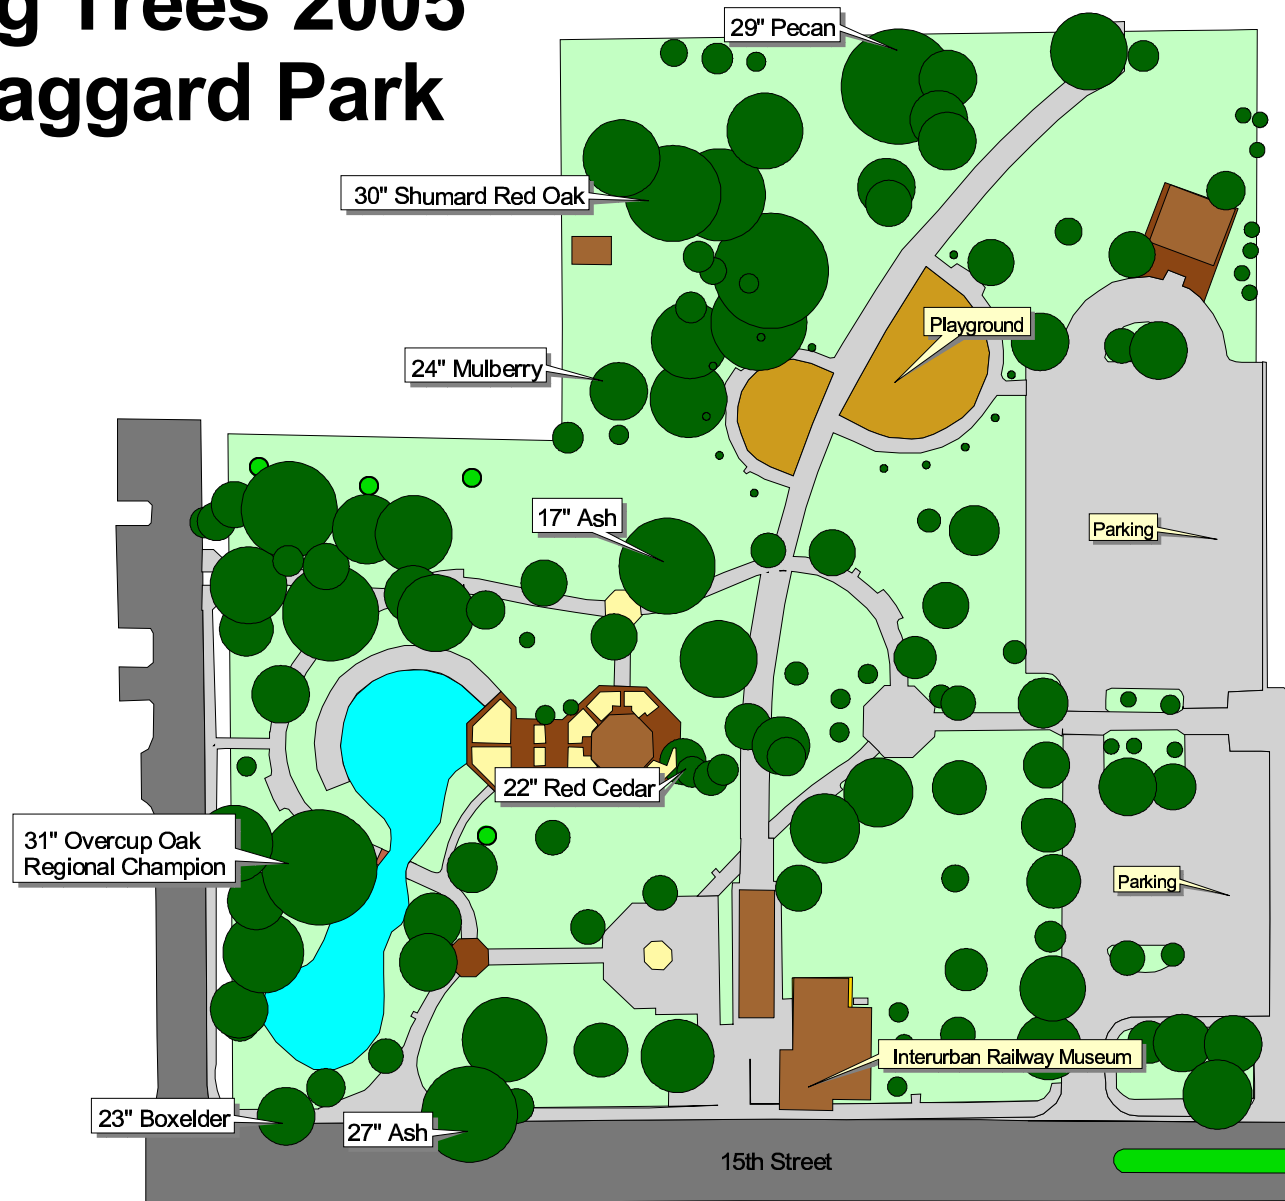 g Trees 2005
aggard Park
29" Pecan
30" Shumard Red Oak
Playground
24" Mulberry
17" Ash
Parking
22" Red Cedar
31" Overcup Oak
Regional Champion
Parking
Interurban Railway Museum
23" Boxelder
27" Ash
15th Street